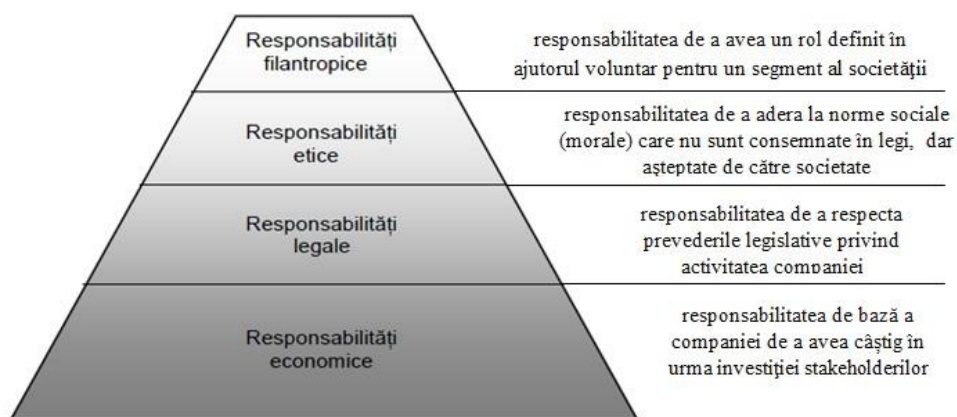 Responsabilități
filantropice
responsabilitatea de a avea un rol definit în
ajutorul voluntar pentru un segment al societății
Responsabilități
etice
responsabilitatea de a adera la norme sociale
(morale) care nu sunt consemnate în legi, dar
așteptate de către societate
Responsabilități
legale
responsabilitatea de a respecta
prevederile legislative privind
activitatea companiei
Responsabilități
economice
responsabilitatea de bază a
companiei de a avea câștig în
urma investiției stakeholderilor